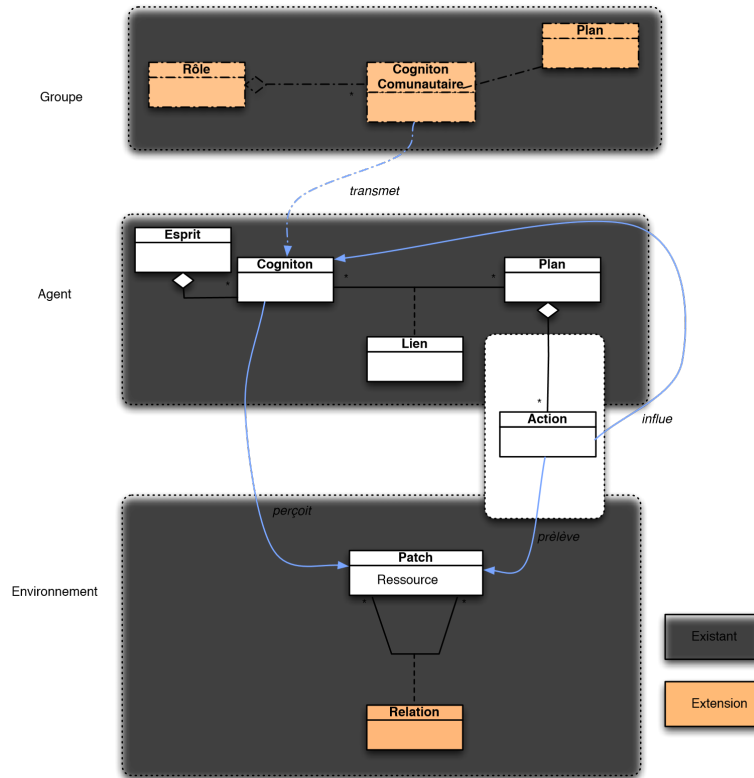 Plan
Rôle
Cogniton
Comunautaire
*
Groupe
transmet
Esprit
Cogniton
Plan
*
*
*
Agent
Lien
*
Action
influe
perçoit
prélève
Patch
Ressource
*
*
Environnement
Existant
Extension
Relation